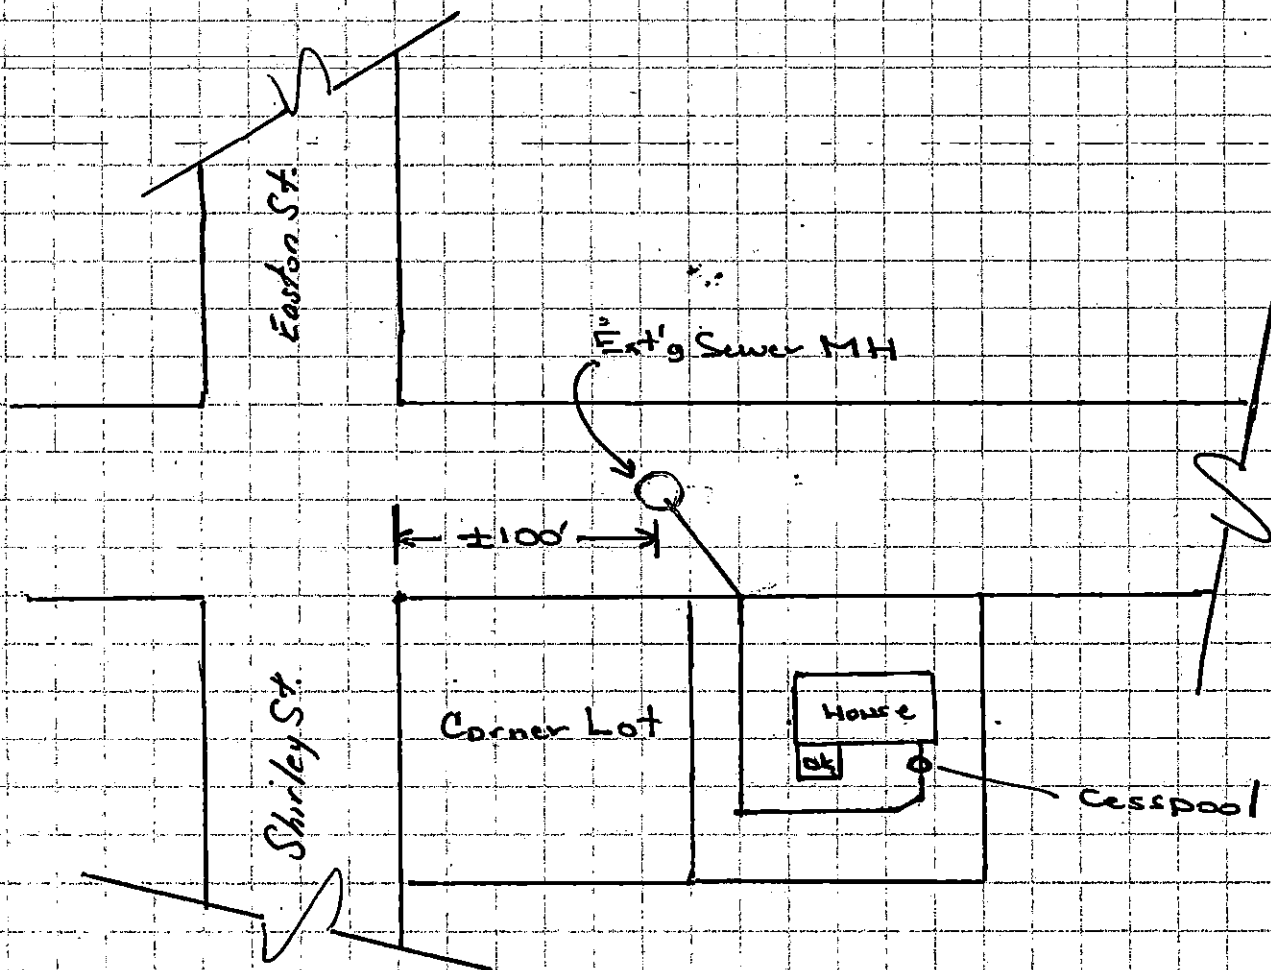 Easton St.
Ext'g Sewer MH
±100'
Shirley St.
Corner Lot
House
Dk
Cesspool